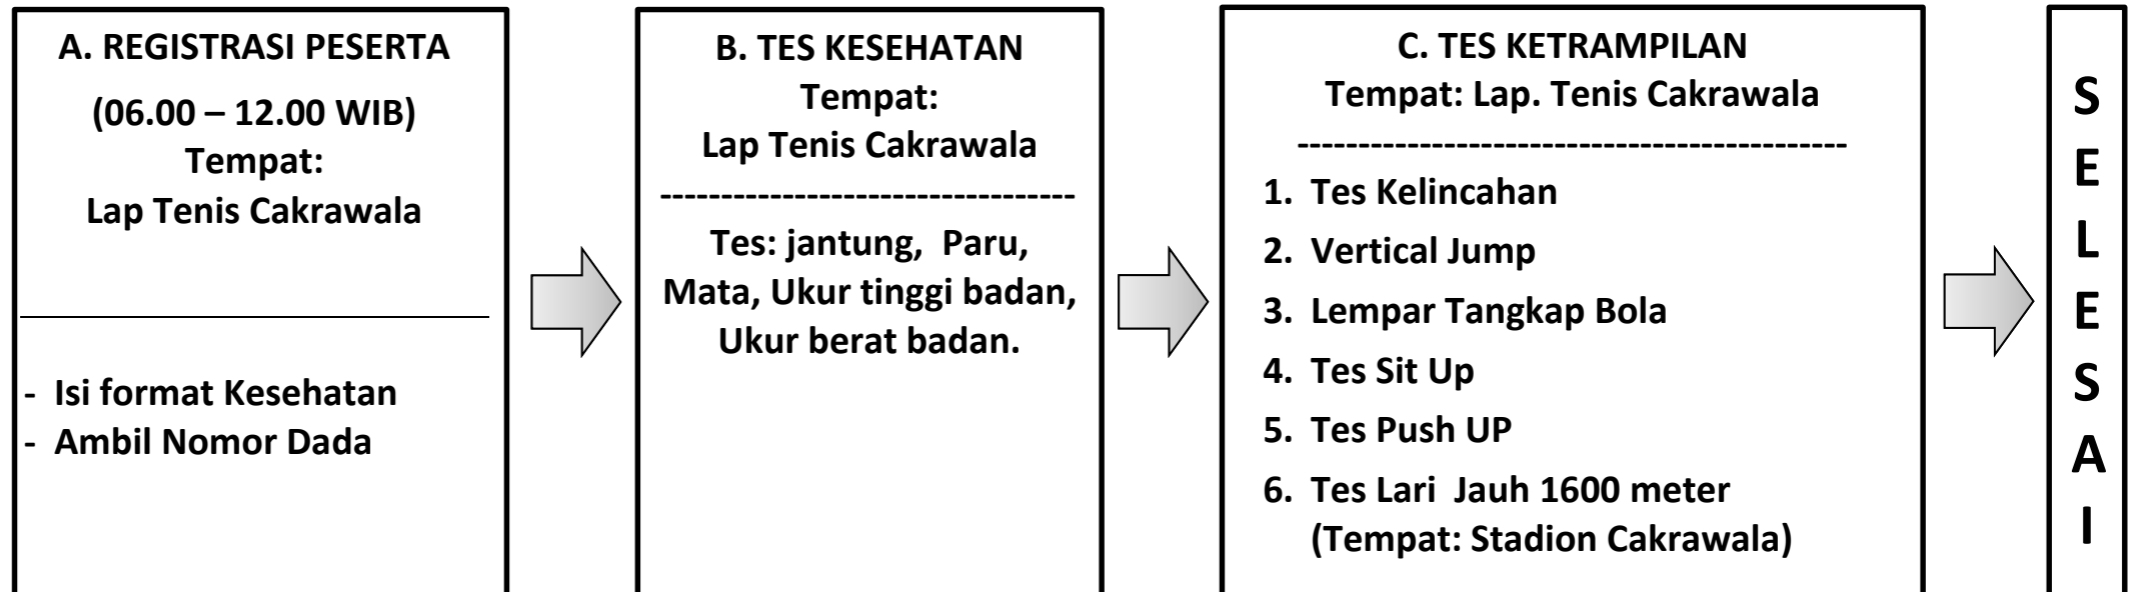 A. REGISTRASI PESERTA
(06.00 – 12.00 WIB)
Tempat:
Lap Tenis Cakrawala
- Isi format Kesehatan
- Ambil Nomor Dada
B. TES KESEHATAN
Tempat:
Lap Tenis Cakrawala
----------------------------------
Tes: jantung, Paru,
Mata, Ukur tinggi badan,
Ukur berat badan.
C. TES KETRAMPILAN
Tempat: Lap. Tenis Cakrawala
---------------------------------------------
1. Tes Kelincahan
2. Vertical Jump
3. Lempar Tangkap Bola
4. Tes Sit Up
5. Tes Push UP
6. Tes Lari Jauh 1600 meter
(Tempat: Stadion Cakrawala)
S
E
L
E
S
A
I